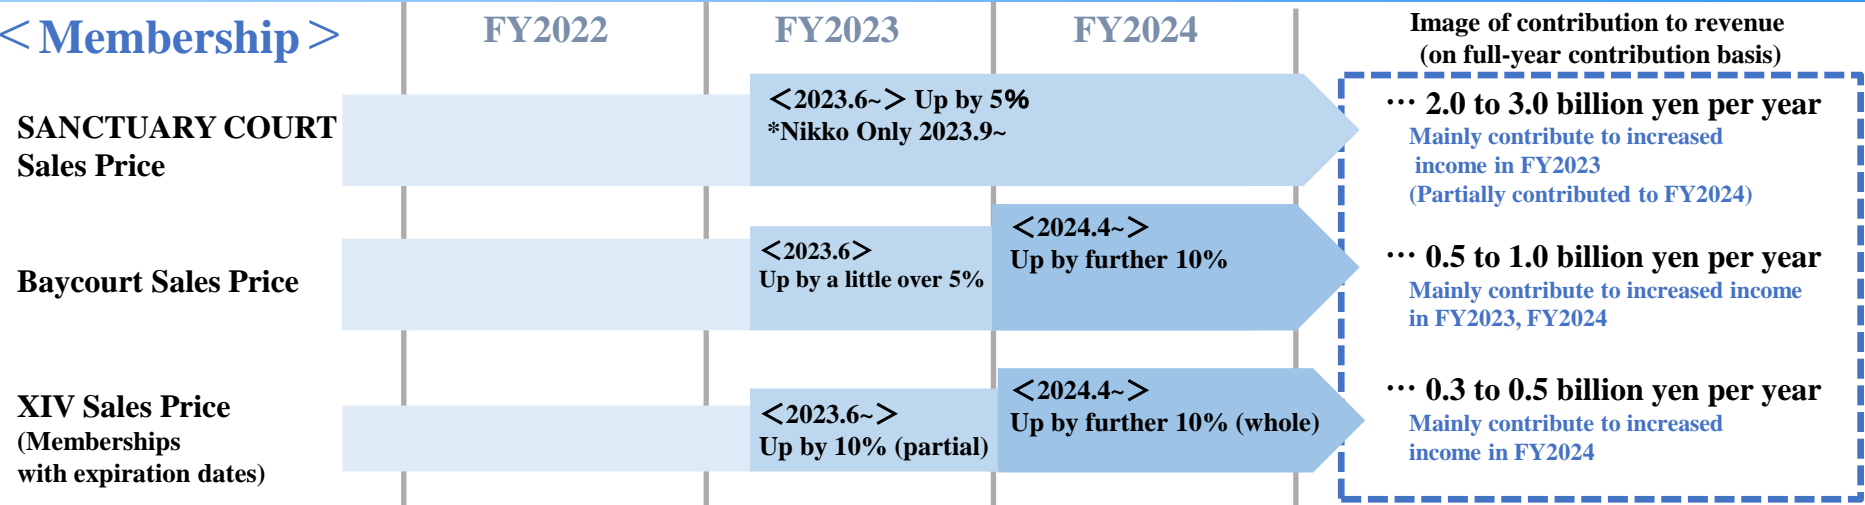 ＜Membership＞
FY2022
FY2023
FY2024
Image of contribution to revenue
(on full-year contribution basis)
SANCTUARY COURT
Sales Price
＜2023.6~＞ Up by 5%
*Nikko Only 2023.9~
… 2.0 to 3.0 billion yen per year
Mainly contribute to increased
income in FY2023
(Partially contributed to FY2024)
Baycourt Sales Price
＜2023.6＞
Up by a little over 5%
＜2024.4~＞
Up by further 10%
… 0.5 to 1.0 billion yen per year
Mainly contribute to increased income
in FY2023, FY2024
XIV Sales Price
(Memberships
with expiration dates)
＜2023.6~＞
Up by 10% (partial)
＜2024.4~＞
Up by further 10% (whole)
… 0.3 to 0.5 billion yen per year
Mainly contribute to increased
income in FY2024